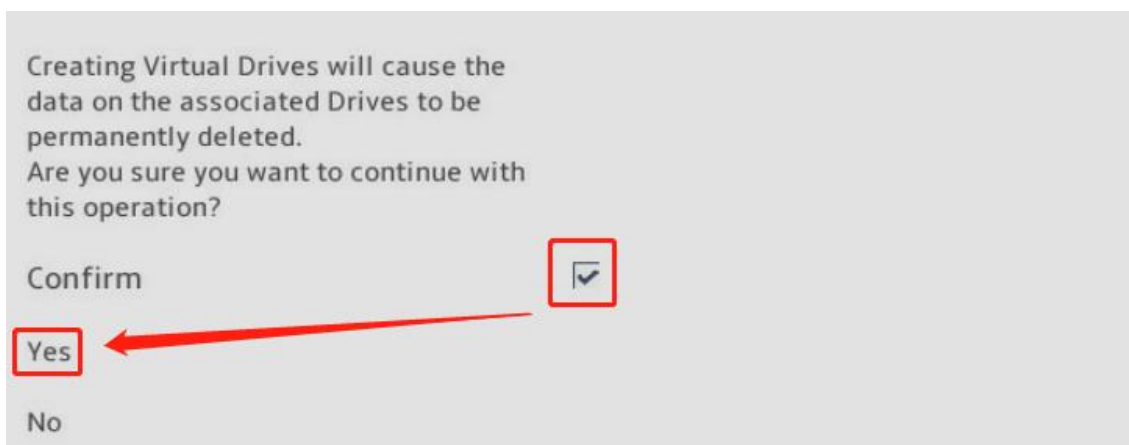 Creating Virtual Drives will cause the
data on the associated Drives to be
permanently deleted.
Are you sure you want to continue with
this operation?
Confirm
Yes
No